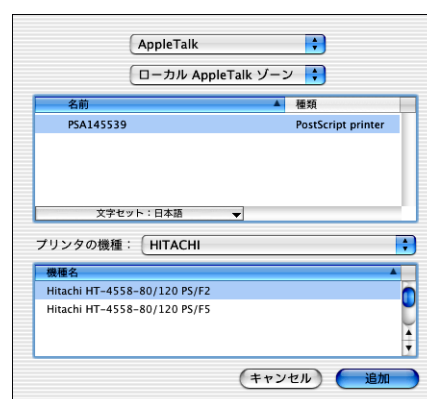 AppleTalk
ローカル AppleTalk ゾーン
名前 種類
PSA145539 PostScript printer
文字セット：日本語
プリンタの機種： HITACHI
機種名
Hitachi HT-4558-80/120 PS/F2
Hitachi HT-4558-80/120 PS/F5
キャンセル 追加